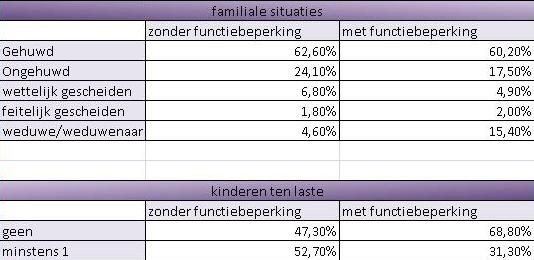 familiale situaties
zonder functiebeperking met functiebeperking
Gehuwd 62,60% 60,20%
Ongehuwd 24,10% 17,50%
wettelijk gescheiden 6,80% 4,90%
feitelijk gescheiden 1,80% 2,00%
weduwe/weduwenaar 4,60% 15,40%
kinderen ten laste
zonder functiebeperking met functiebeperking
geen 47,30% 68,80%
minstens 1 52,70% 31,30%